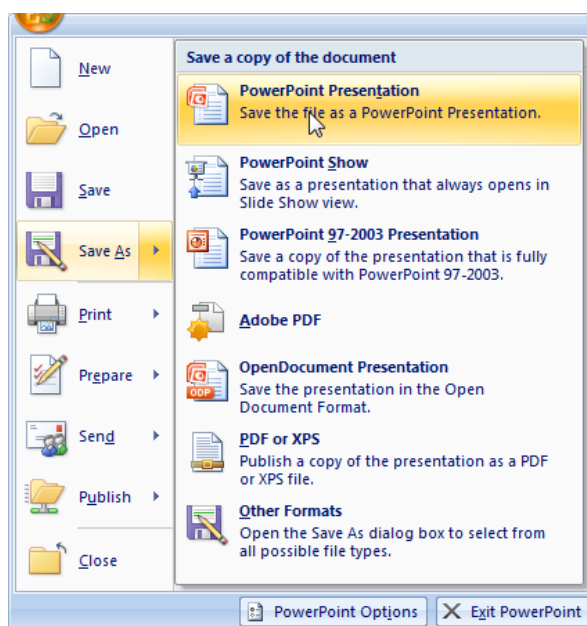 New
Open
Save
Save As
Print
Prepare
Send
Publish
Close
Save a copy of the document
PowerPoint Presentation
Save the file as a PowerPoint Presentation.
PowerPoint Show
Save as a presentation that always opens in
Slide Show view.
PowerPoint 97-2003 Presentation
Save a copy of the presentation that is fully
compatible with PowerPoint 97-2003.
Adobe PDF
ODP
OpenDocument Presentation
Save the presentation in the Open
Document Format.
PDF or XPS
Publish a copy of the presentation as a PDF
or XPS file.
Other Formats
Open the Save As dialog box to select from
all possible file types.
PowerPoint Options
Exit PowerPoint